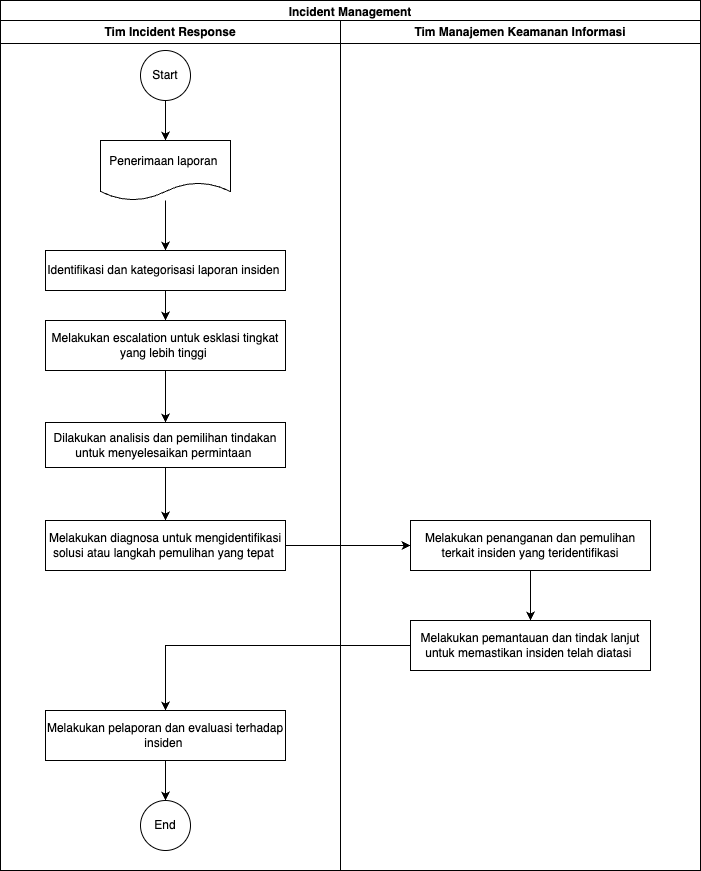 Incident Management
Tim Incident Response
Tim Manajemen Keamanan Informasi
Start
Penerimaan laporan
Identifikasi dan kategorisasi laporan insiden
Melakukan escalation untuk esklasi tingkat
yang lebih tinggi
Dilakukan analisis dan pemilihan tindakan
untuk menyelesaikan permintaan
Melakukan diagnosa untuk mengidentifikasi
solusi atau langkah pemulihan yang tepat
Melakukan penanganan dan pemulihan
terkait insiden yang teridentifikasi
Melakukan pemantauan dan tindak lanjut
untuk memastikan insiden telah diatasi
Melakukan pelaporan dan evaluasi terhadap
insiden
End